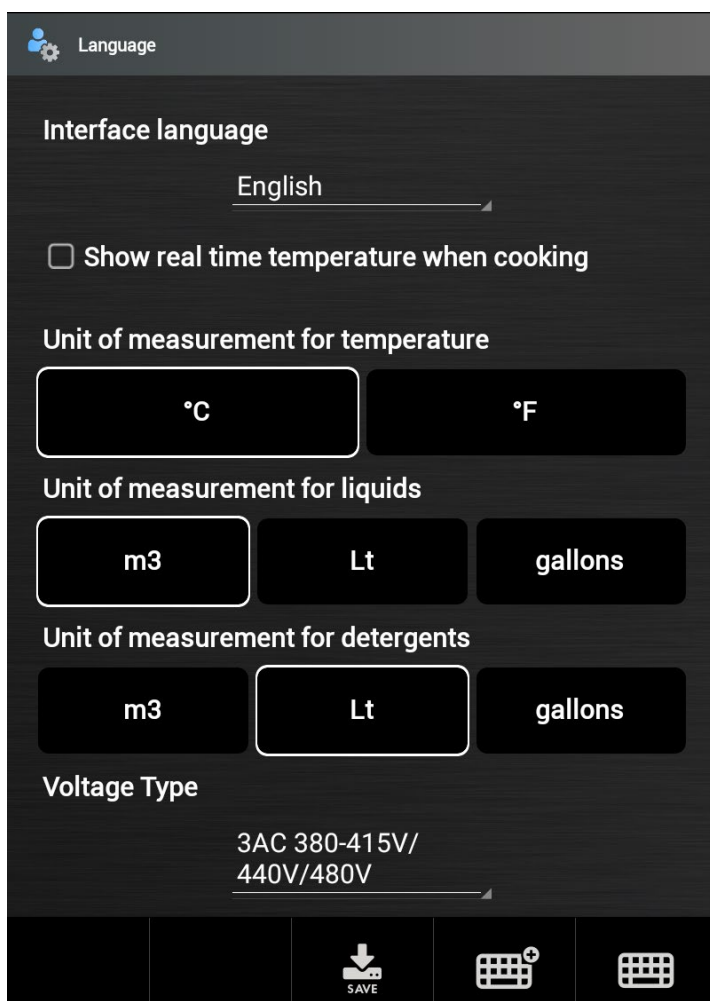 Language
Interface language
English
Show real time temperature when cooking
Unit of measurement for temperature
°C °F
Unit of measurement for liquids
m3 Lt gallons
Unit of measurement for detergents
m3 Lt gallons
Voltage Type
3AC 380-415V/
440V/480V
SAVE